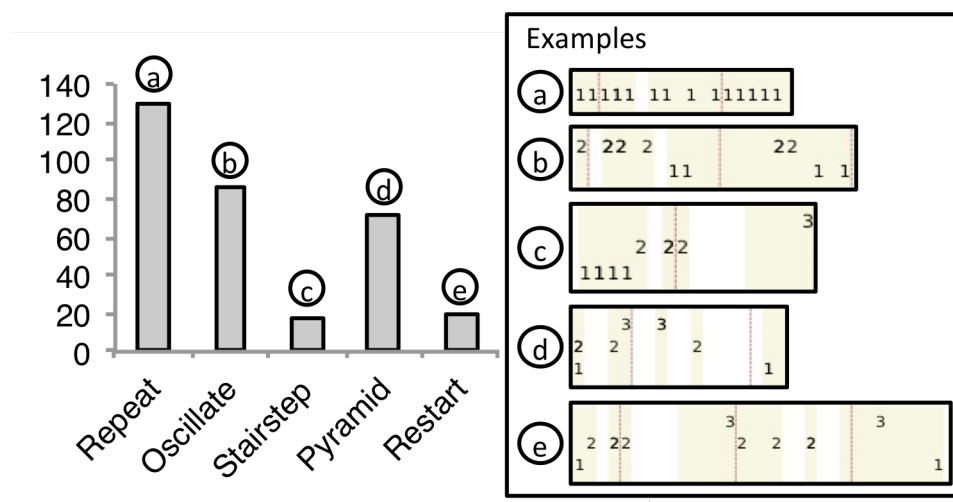 140
120
100
80
60
40
20
0
a
b
c
d
e
Repeat
Oscillate
Stairstep
Pyramid
Restart
Examples
a
11111 11 1 111111
b
2 22 2 22
11 1 1
c
3
2 22
1111
d
3 3
2 2 2
1 1
e
3 3
2 22 2 2 2
1 1